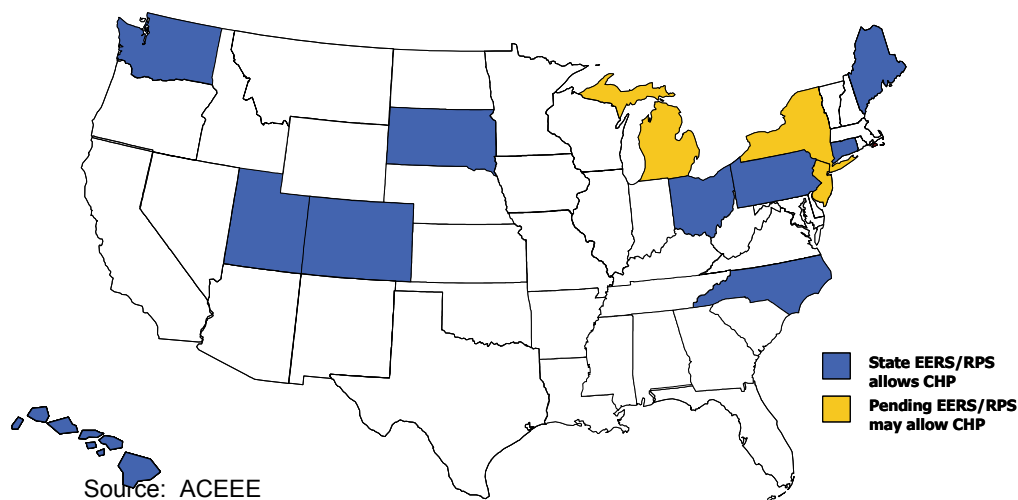 State EERS/RPS
allows CHP
Pending EERS/RPS
may allow CHP
Source: ACEEE